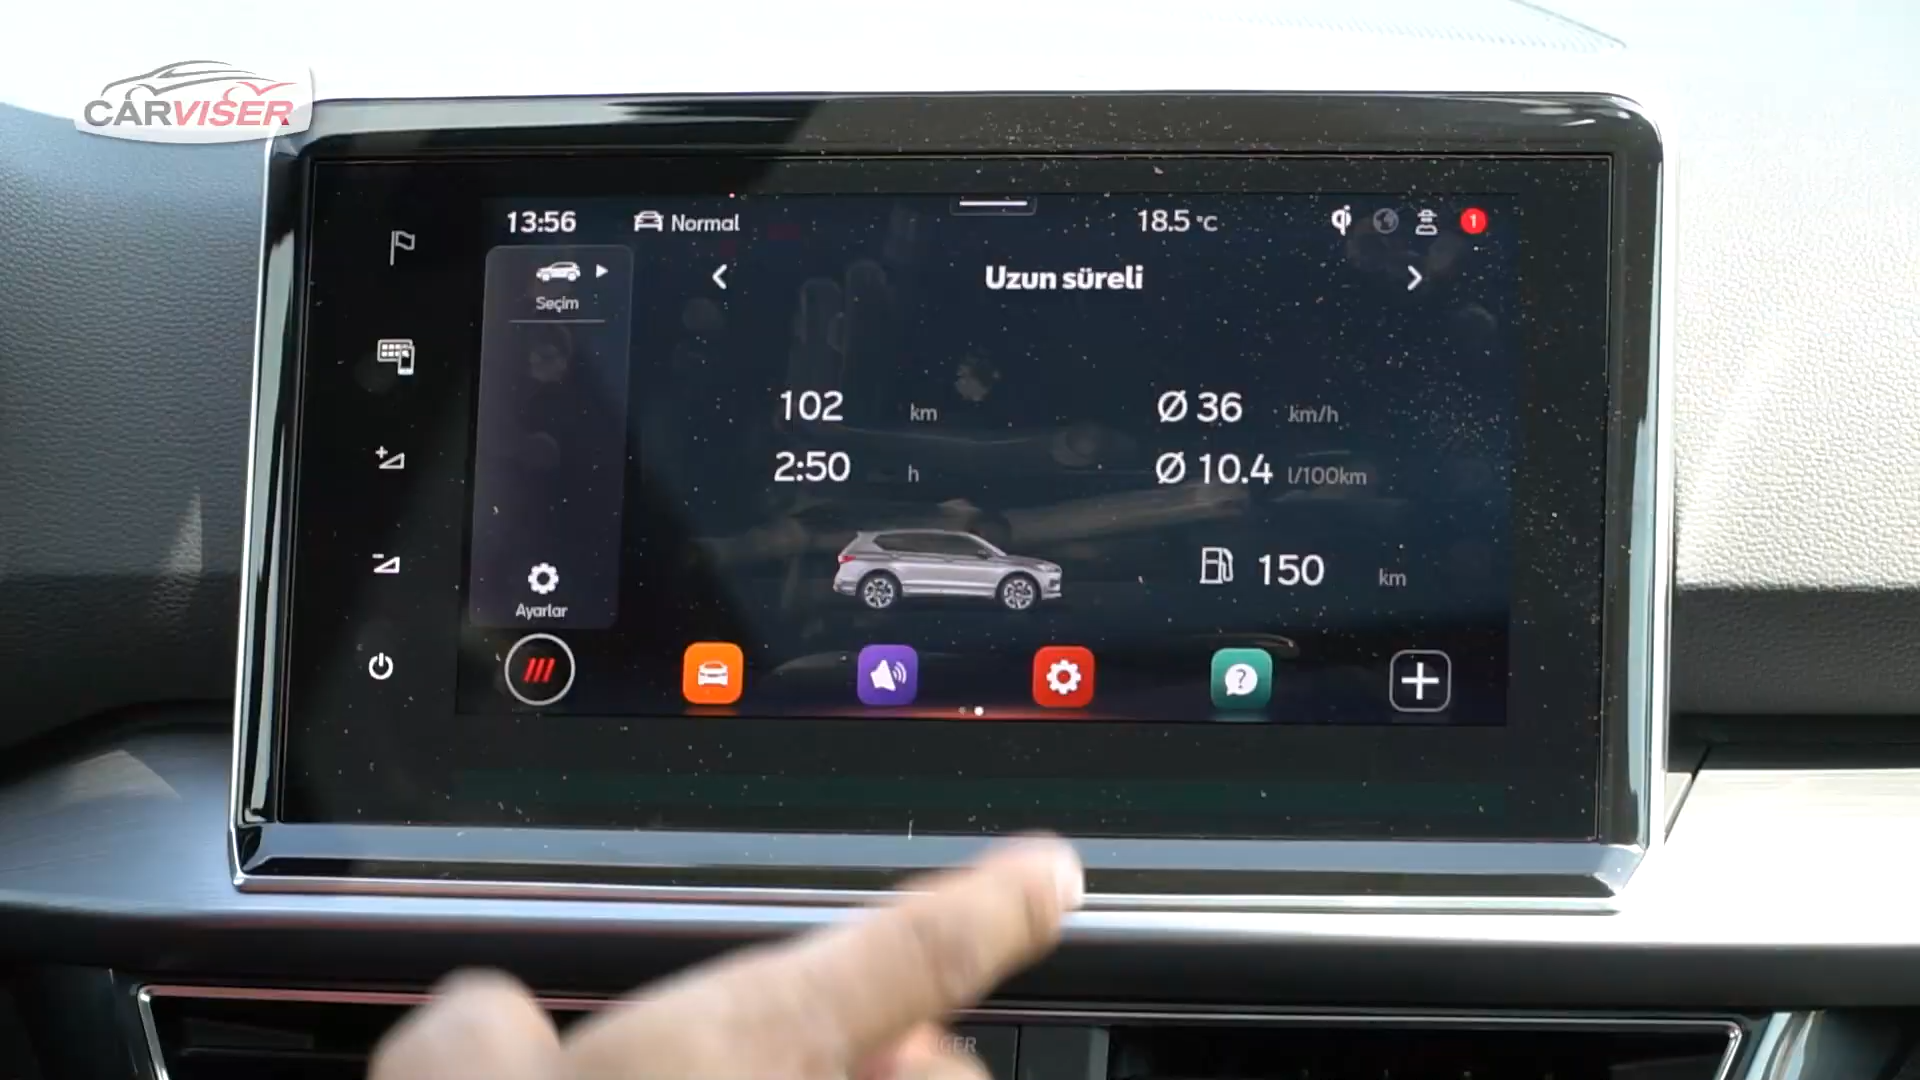 CARVISER
13:56 Normal 18.5 °C 1
Seçim
Uzun süreli
102 km Ø 36 km/h
2:50 h Ø 10.4 l/100km
150 km
Ayarlar